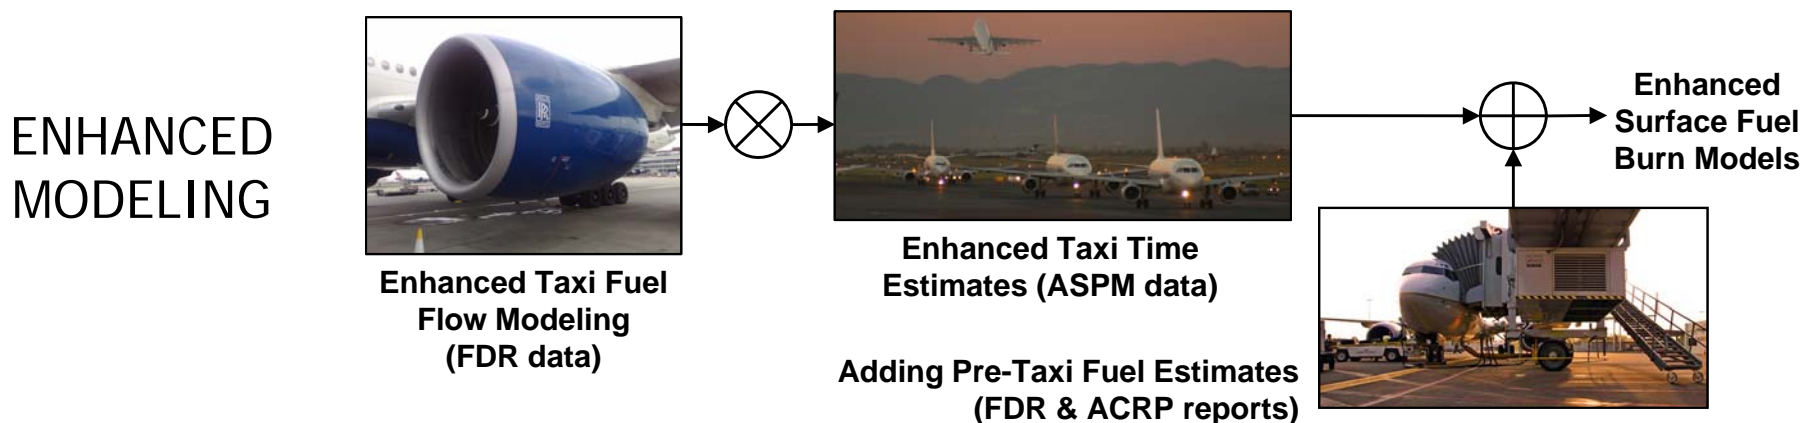 ENHANCED
MODELING
Enhanced Taxi Fuel
Flow Modeling
(FDR data)
Enhanced Taxi Time
Estimates (ASPM data)
Adding Pre-Taxi Fuel Estimates
(FDR & ACRP reports)
Enhanced
Surface Fuel
Burn Models